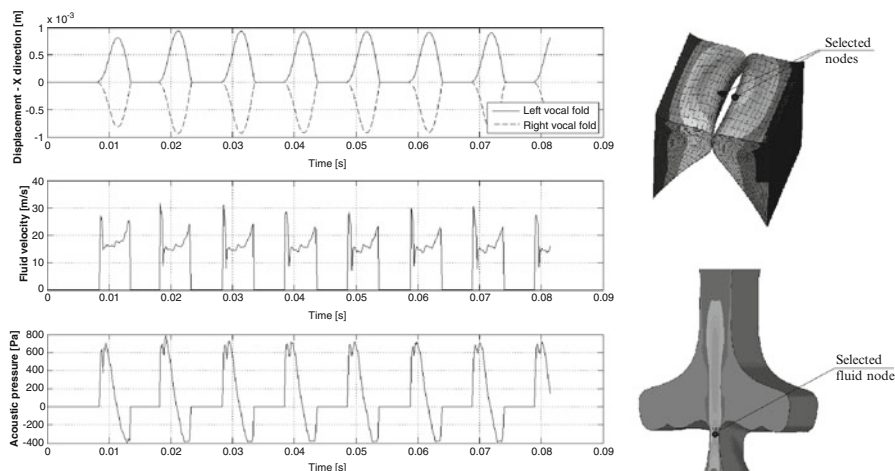 x 10⁻³
Displacement - X direction [m]
1
0.5
0
-0.5
-1
0 0.01 0.02 0.03 0.04 0.05 0.06 0.07 0.08 0.09
Left vocal fold
Right vocal fold
Time [s]
Fluid velocity [m/s]
40
30
20
10
0
0 0.01 0.02 0.03 0.04 0.05 0.06 0.07 0.08 0.09
Time [s]
Acoustic pressure [Pa]
800
600
400
200
0
-200
-400
0 0.01 0.02 0.03 0.04 0.05 0.06 0.07 0.08 0.09
Time [s]
Selected
nodes
Selected
fluid node